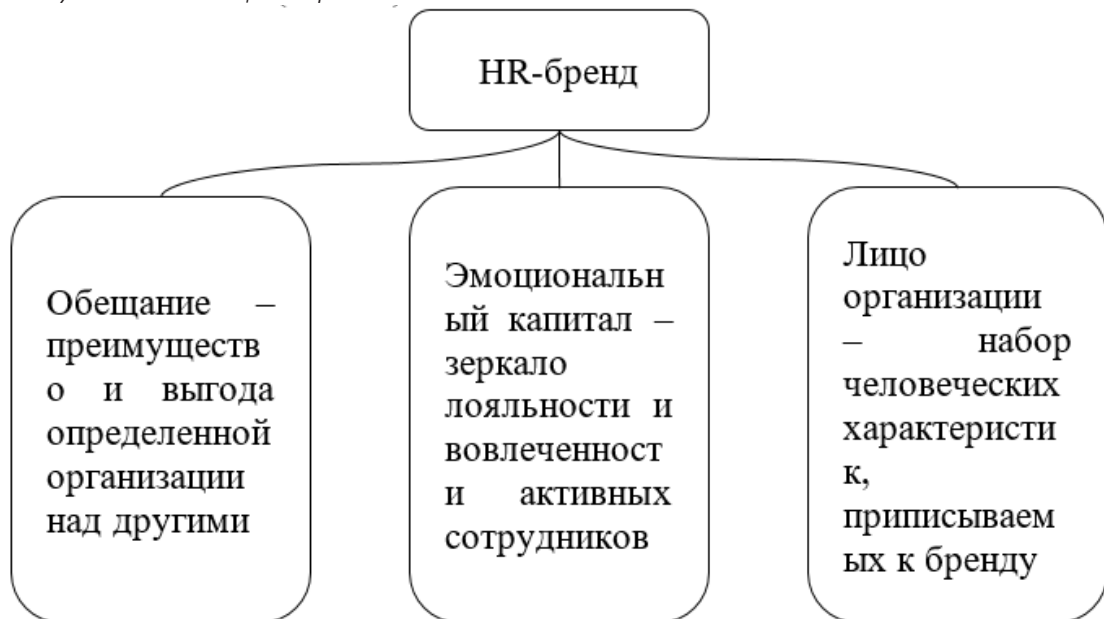 HR-бренд
Обещание –
преимуществ
о и выгода
определенной
организации
над другими
Эмоциональн
ый капитал –
зеркало
лояльности и
вовлеченност
и активных
сотрудников
Лицо
организации
– набор
человеческих
характеристи
к,
приписываем
ых к бренду